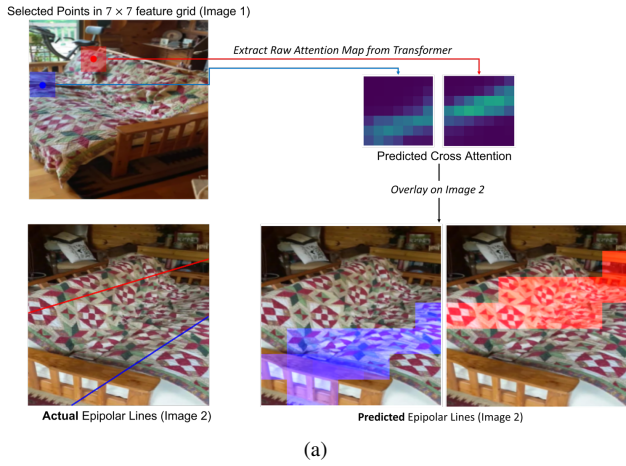 Selected Points in 7 × 7 feature grid (Image 1)
Extract Raw Attention Map from Transformer
Predicted Cross Attention
Overlay on Image 2
Actual Epipolar Lines (Image 2)
Predicted Epipolar Lines (Image 2)
(a)